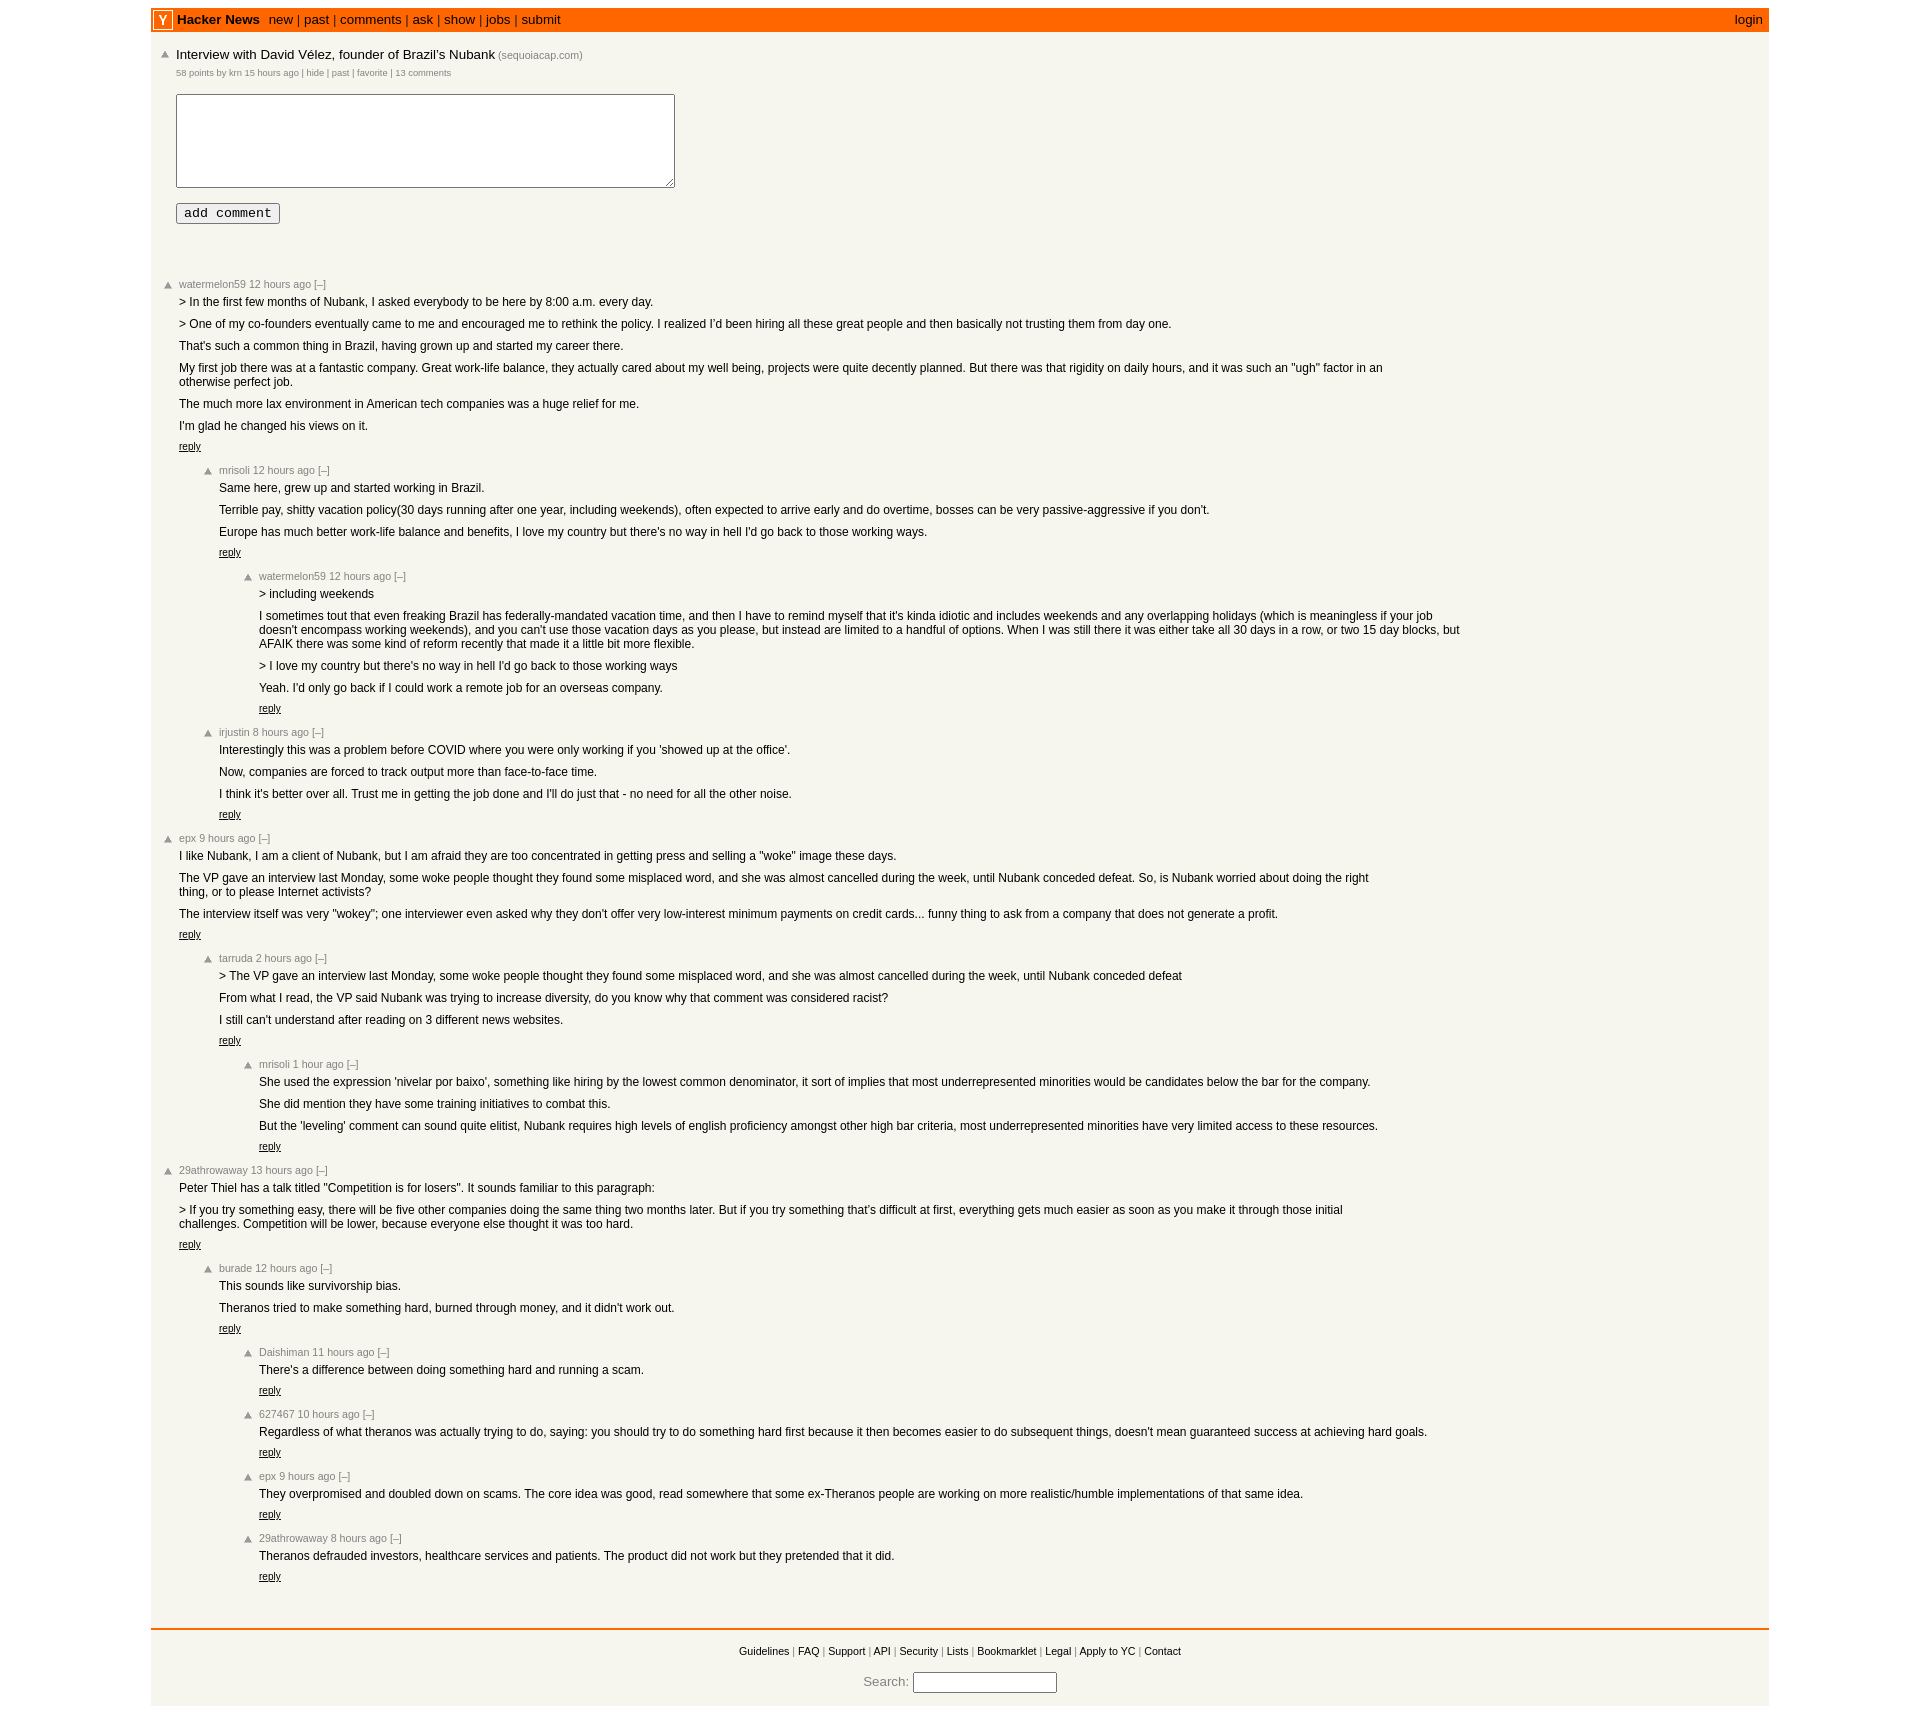 Y Hacker News new | past | comments | ask | show | jobs | submit login
Interview with David Vélez, founder of Brazil’s Nubank (sequoiacap.com)
58 points by krn 15 hours ago | hide | past | favorite | 13 comments
add comment
watermelon59 12 hours ago [–]
> In the first few months of Nubank, I asked everybody to be here by 8:00 a.m. every day.
> One of my co-founders eventually came to me and encouraged me to rethink the policy. I realized I’d been hiring all these great people and then basically not trusting them from day one.
That's such a common thing in Brazil, having grown up and started my career there.
My first job there was at a fantastic company. Great work-life balance, they actually cared about my well being, projects were quite decently planned. But there was that rigidity on daily hours, and it was such an "ugh" factor in an
otherwise perfect job.
The much more lax environment in American tech companies was a huge relief for me.
I'm glad he changed his views on it.
reply
mrisoli 12 hours ago [–]
Same here, grew up and started working in Brazil.
Terrible pay, shitty vacation policy(30 days running after one year, including weekends), often expected to arrive early and do overtime, bosses can be very passive-aggressive if you don't.
Europe has much better work-life balance and benefits, I love my country but there's no way in hell I'd go back to those working ways.
reply
watermelon59 12 hours ago [–]
> including weekends
I sometimes tout that even freaking Brazil has federally-mandated vacation time, and then I have to remind myself that it's kinda idiotic and includes weekends and any overlapping holidays (which is meaningless if your job
doesn't encompass working weekends), and you can't use those vacation days as you please, but instead are limited to a handful of options. When I was still there it was either take all 30 days in a row, or two 15 day blocks, but
AFAIK there was some kind of reform recently that made it a little bit more flexible.
> I love my country but there's no way in hell I'd go back to those working ways
Yeah. I'd only go back if I could work a remote job for an overseas company.
reply
irjustin 8 hours ago [–]
Interestingly this was a problem before COVID where you were only working if you 'showed up at the office'.
Now, companies are forced to track output more than face-to-face time.
I think it's better over all. Trust me in getting the job done and I'll do just that - no need for all the other noise.
reply
epx 9 hours ago [–]
I like Nubank, I am a client of Nubank, but I am afraid they are too concentrated in getting press and selling a "woke" image these days.
The VP gave an interview last Monday, some woke people thought they found some misplaced word, and she was almost cancelled during the week, until Nubank conceded defeat. So, is Nubank worried about doing the right
thing, or to please Internet activists?
The interview itself was very "wokey"; one interviewer even asked why they don't offer very low-interest minimum payments on credit cards... funny thing to ask from a company that does not generate a profit.
reply
tarruda 2 hours ago [–]
> The VP gave an interview last Monday, some woke people thought they found some misplaced word, and she was almost cancelled during the week, until Nubank conceded defeat
From what I read, the VP said Nubank was trying to increase diversity, do you know why that comment was considered racist?
I still can't understand after reading on 3 different news websites.
reply
mrisoli 1 hour ago [–]
She used the expression 'nivelar por baixo', something like hiring by the lowest common denominator, it sort of implies that most underrepresented minorities would be candidates below the bar for the company.
She did mention they have some training initiatives to combat this.
But the 'leveling' comment can sound quite elitist, Nubank requires high levels of english proficiency amongst other high bar criteria, most underrepresented minorities have very limited access to these resources.
reply
29athrowaway 13 hours ago [–]
Peter Thiel has a talk titled "Competition is for losers". It sounds familiar to this paragraph:
> If you try something easy, there will be five other companies doing the same thing two months later. But if you try something that’s difficult at first, everything gets much easier as soon as you make it through those initial
challenges. Competition will be lower, because everyone else thought it was too hard.
reply
burade 12 hours ago [–]
This sounds like survivorship bias.
Theranos tried to make something hard, burned through money, and it didn't work out.
reply
Daishiman 11 hours ago [–]
There's a difference between doing something hard and running a scam.
reply
627467 10 hours ago [–]
Regardless of what theranos was actually trying to do, saying: you should try to do something hard first because it then becomes easier to do subsequent things, doesn't mean guaranteed success at achieving hard goals.
reply
epx 9 hours ago [–]
They overpromised and doubled down on scams. The core idea was good, read somewhere that some ex-Theranos people are working on more realistic/humble implementations of that same idea.
reply
29athrowaway 8 hours ago [–]
Theranos defrauded investors, healthcare services and patients. The product did not work but they pretended that it did.
reply
Guidelines | FAQ | Support | API | Security | Lists | Bookmarklet | Legal | Apply to YC | Contact
Search: